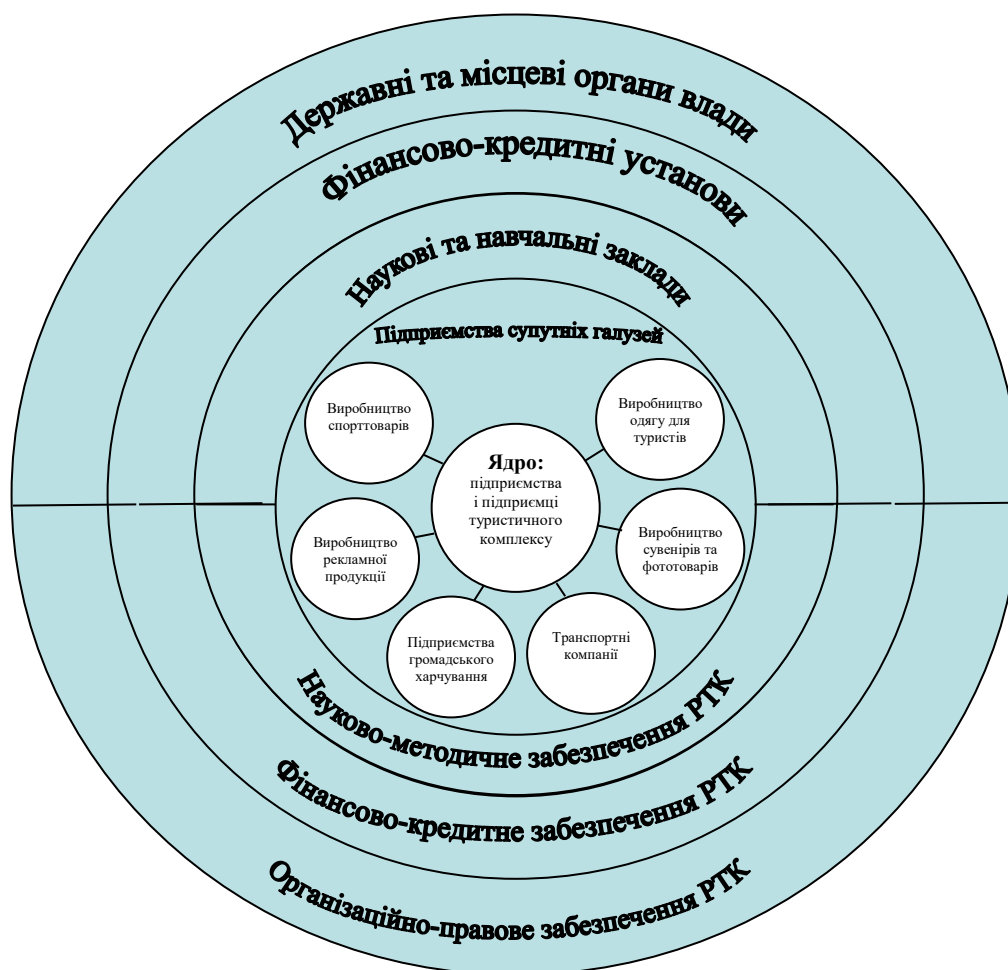 Державні та місцеві органи влади
Фінансово-кредитні установи
Наукові та навчальні заклади
Підприємства супутніх галузей
Виробництво
спорттоварів
Виробництво
одягу для
туристів
Ядро:
підприємства
і підприємці
туристичного
комплексу
Виробництво
рекламної
продукції
Виробництво
сувенірів та
фототоварів
Підприємства
громадського
харчування
Транспортні
компанії
Науково-методичне забезпечення РТК
Фінансово-кредитне забезпечення РТК
Організаційно-правове забезпечення РТК